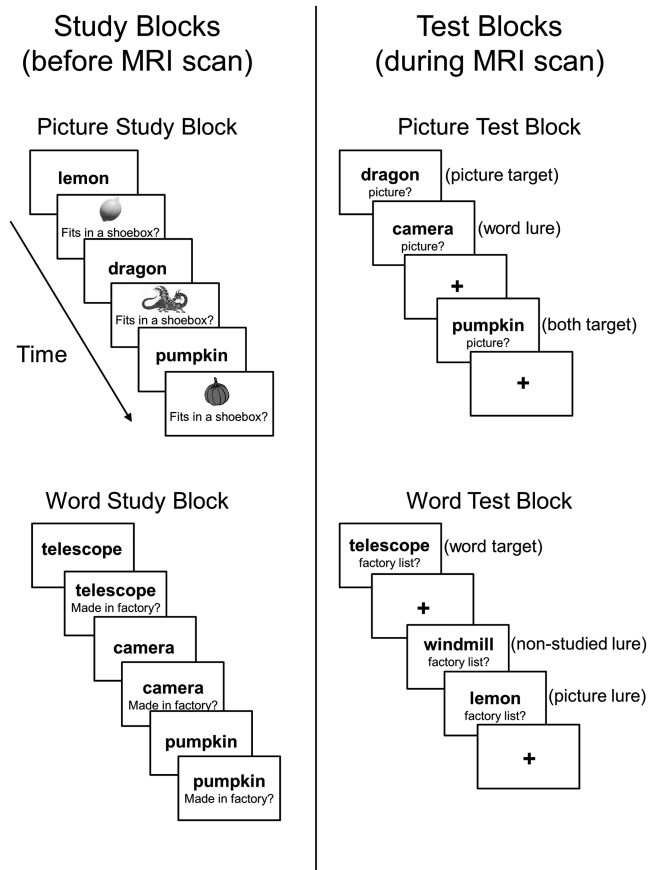 Study Blocks
(before MRI scan)
Picture Study Block
lemon
Fits in a shoebox?
dragon
Fits in a shoebox?
Time
pumpkin
Fits in a shoebox?
Word Study Block
telescope
telescope
Made in factory?
camera
camera
Made in factory?
pumpkin
pumpkin
Made in factory?
Test Blocks
(during MRI scan)
Picture Test Block
dragon (picture target)
picture?
camera (word lure)
picture?
+
pumpkin (both target)
picture?
+
Word Test Block
telescope (word target)
factory list?
+
windmill (non-studied lure)
factory list?
lemon (picture lure)
factory list?
+